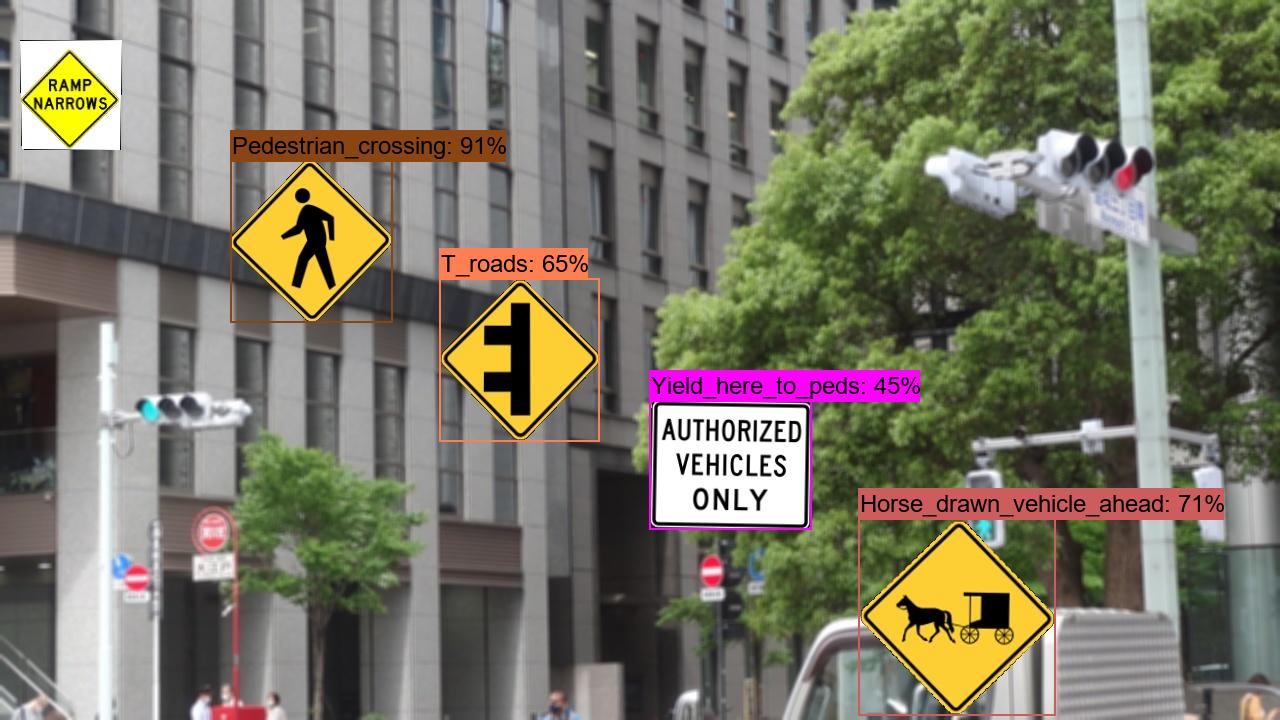 RAMP
NARROWS
Pedestrian_crossing: 91%
T_roads: 65%
Yield_here_to_peds: 45%
AUTHORIZED
VEHICLES
ONLY
Horse_drawn_vehicle_ahead: 71%